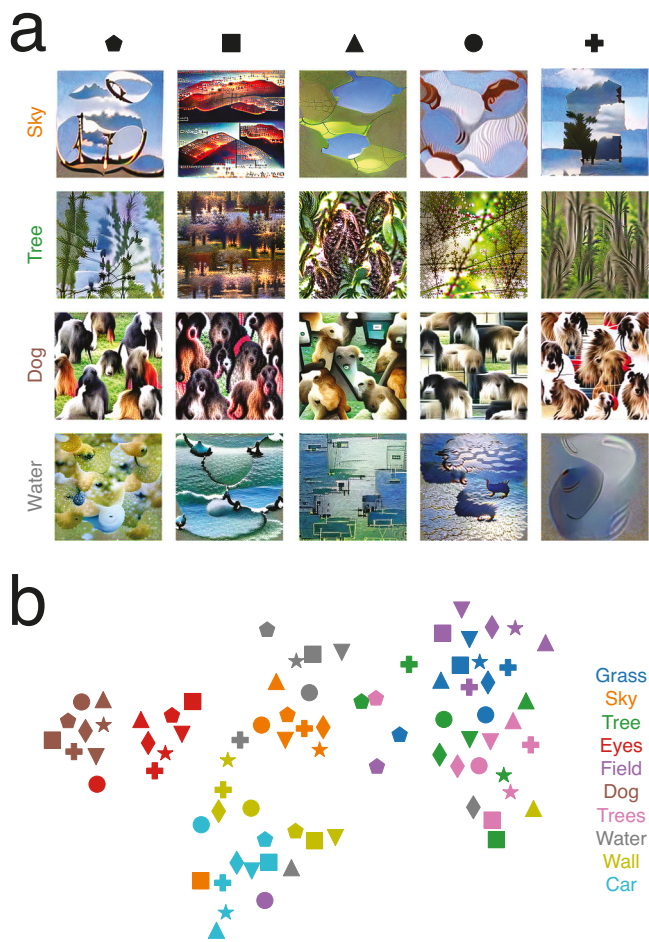 a
Sky
Tree
Dog
Water
b
Grass
Sky
Tree
Eyes
Field
Dog
Trees
Water
Wall
Car